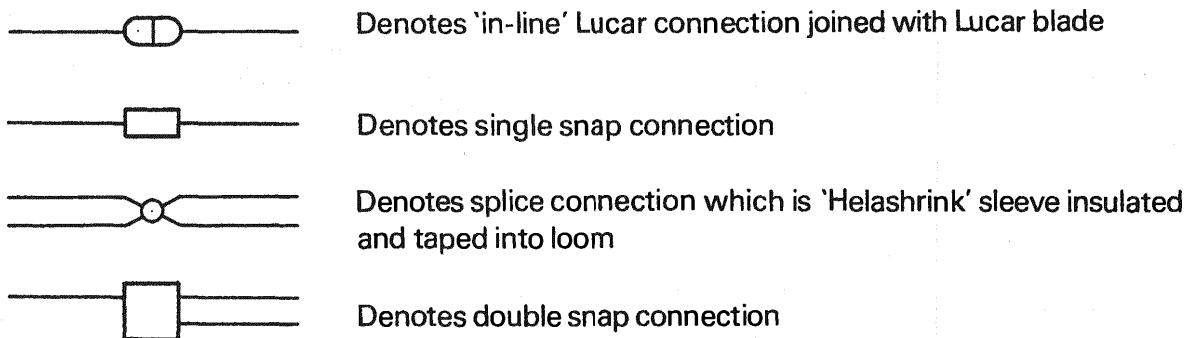 Denotes 'in-line' Lucar connection joined with Lucar blade
Denotes single snap connection
Denotes splice connection which is 'Helashrink' sleeve insulated
and taped into loom
Denotes double snap connection